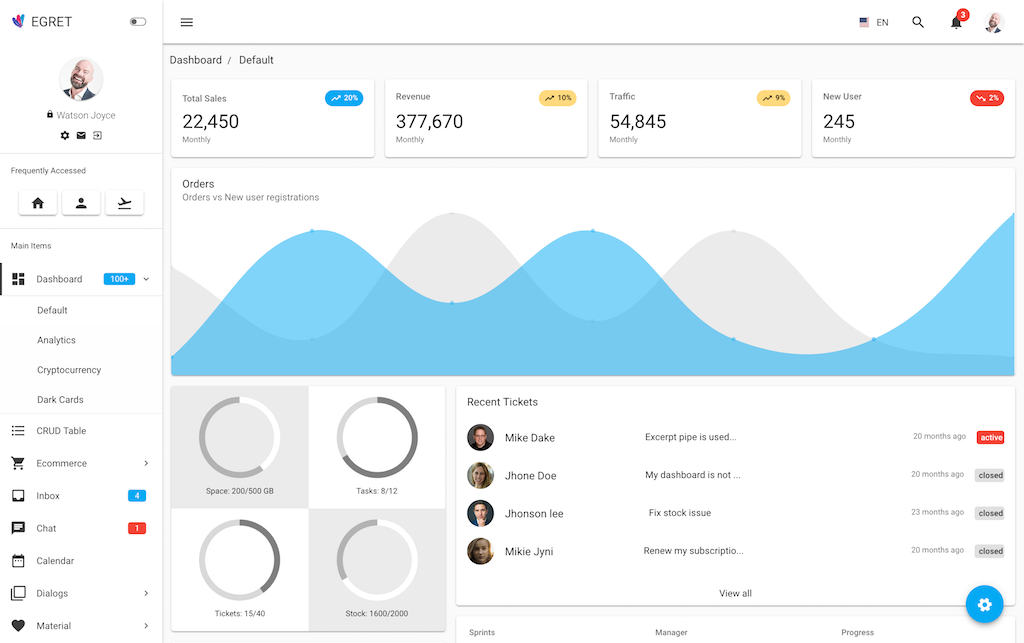 EGRET
EN
3
Watson Joyce
Frequently Accessed
Main Items
Dashboard 100+
Default
Analytics
Cryptocurrency
Dark Cards
CRUD Table
Ecommerce
Inbox 4
Chat 1
Calendar
Dialogs
Material
Dashboard / Default
Total Sales 20%
22,450
Monthly
Revenue 10%
377,670
Monthly
Traffic 9%
54,845
Monthly
New User 2%
245
Monthly
Orders
Orders vs New user registrations
Space: 200/500 GB
Tasks: 8/12
Tickets: 15/40
Stock: 1600/2000
Recent Tickets
Mike Dake Excerpt pipe is used... 20 months ago active
Jhone Doe My dashboard is not ... 20 months ago closed
Jhonson lee Fix stock issue 23 months ago closed
Mikie Jyni Renew my subscriptio... 20 months ago closed
View all
Sprints Manager Progress